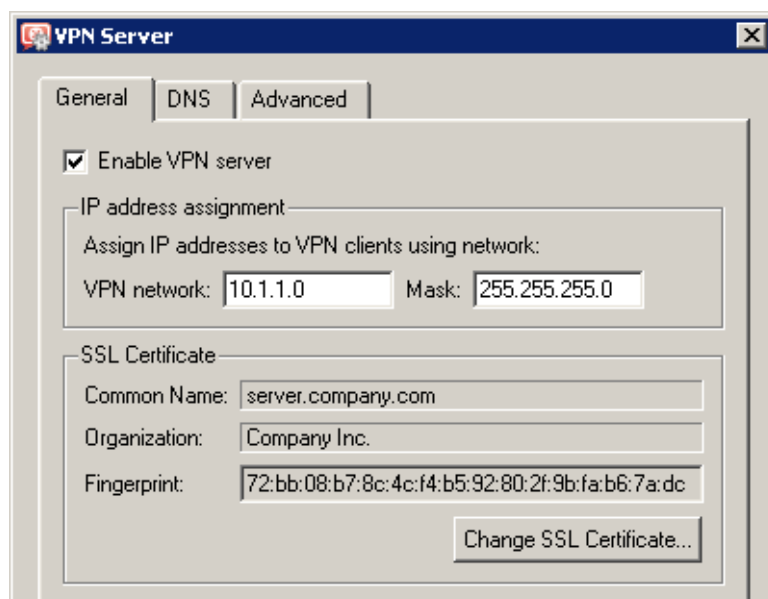 VPN Server
General DNS Advanced
Enable VPN server
IP address assignment
Assign IP addresses to VPN clients using network:
VPN network: 10.1.1.0 Mask: 255.255.255.0
SSL Certificate
Common Name: server.company.com
Organization: Company Inc.
Fingerprint: 72:bb:08:b7:8c:4c:f4:b5:92:80:2f:9b:fa:b6:7a:dc
Change SSL Certificate...